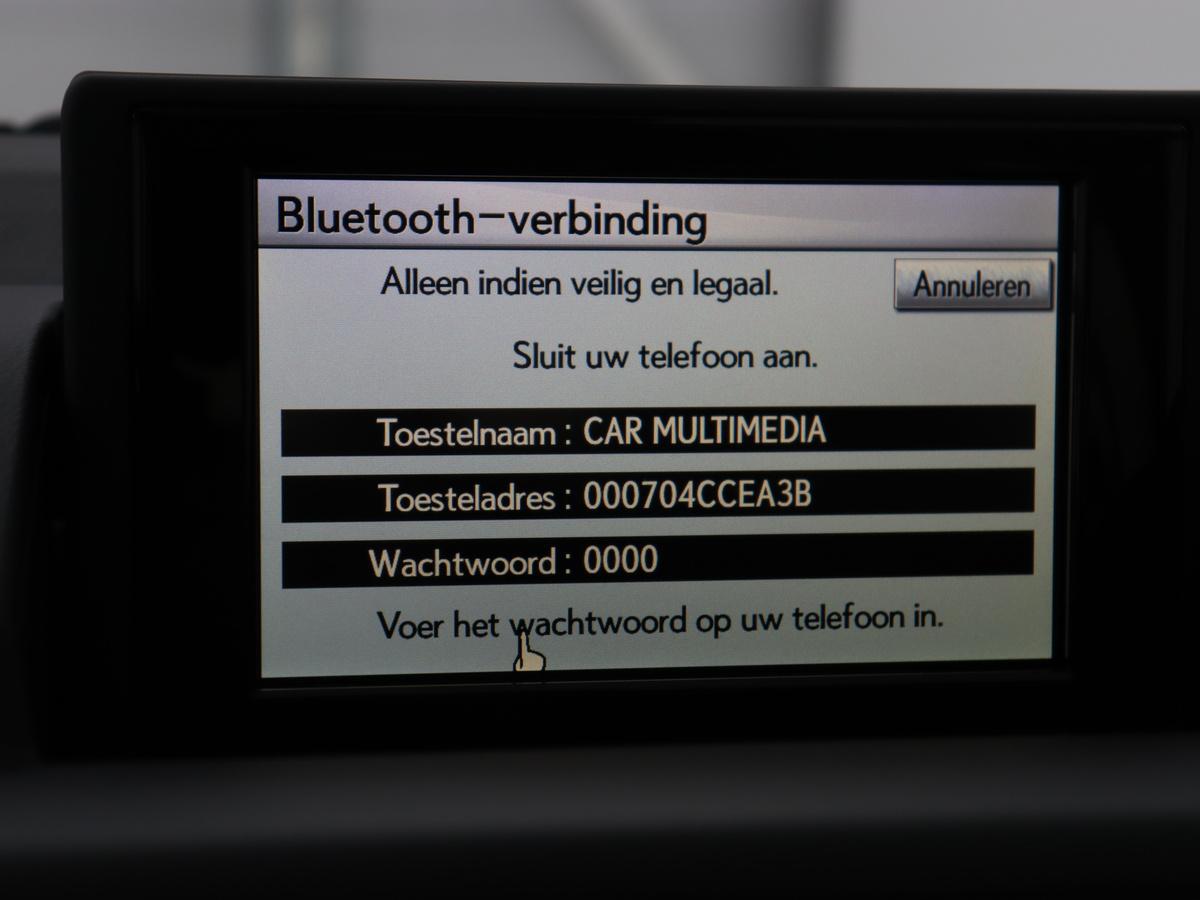 Bluetooth-verbinding
Alleen indien veilig en legaal.
Annuleren
Sluit uw telefoon aan.
Toestelnaam : CAR MULTIMEDIA
Toesteladres : 000704CCEA3B
Wachtwoord : 0000
Voer het wachtwoord op uw telefoon in.